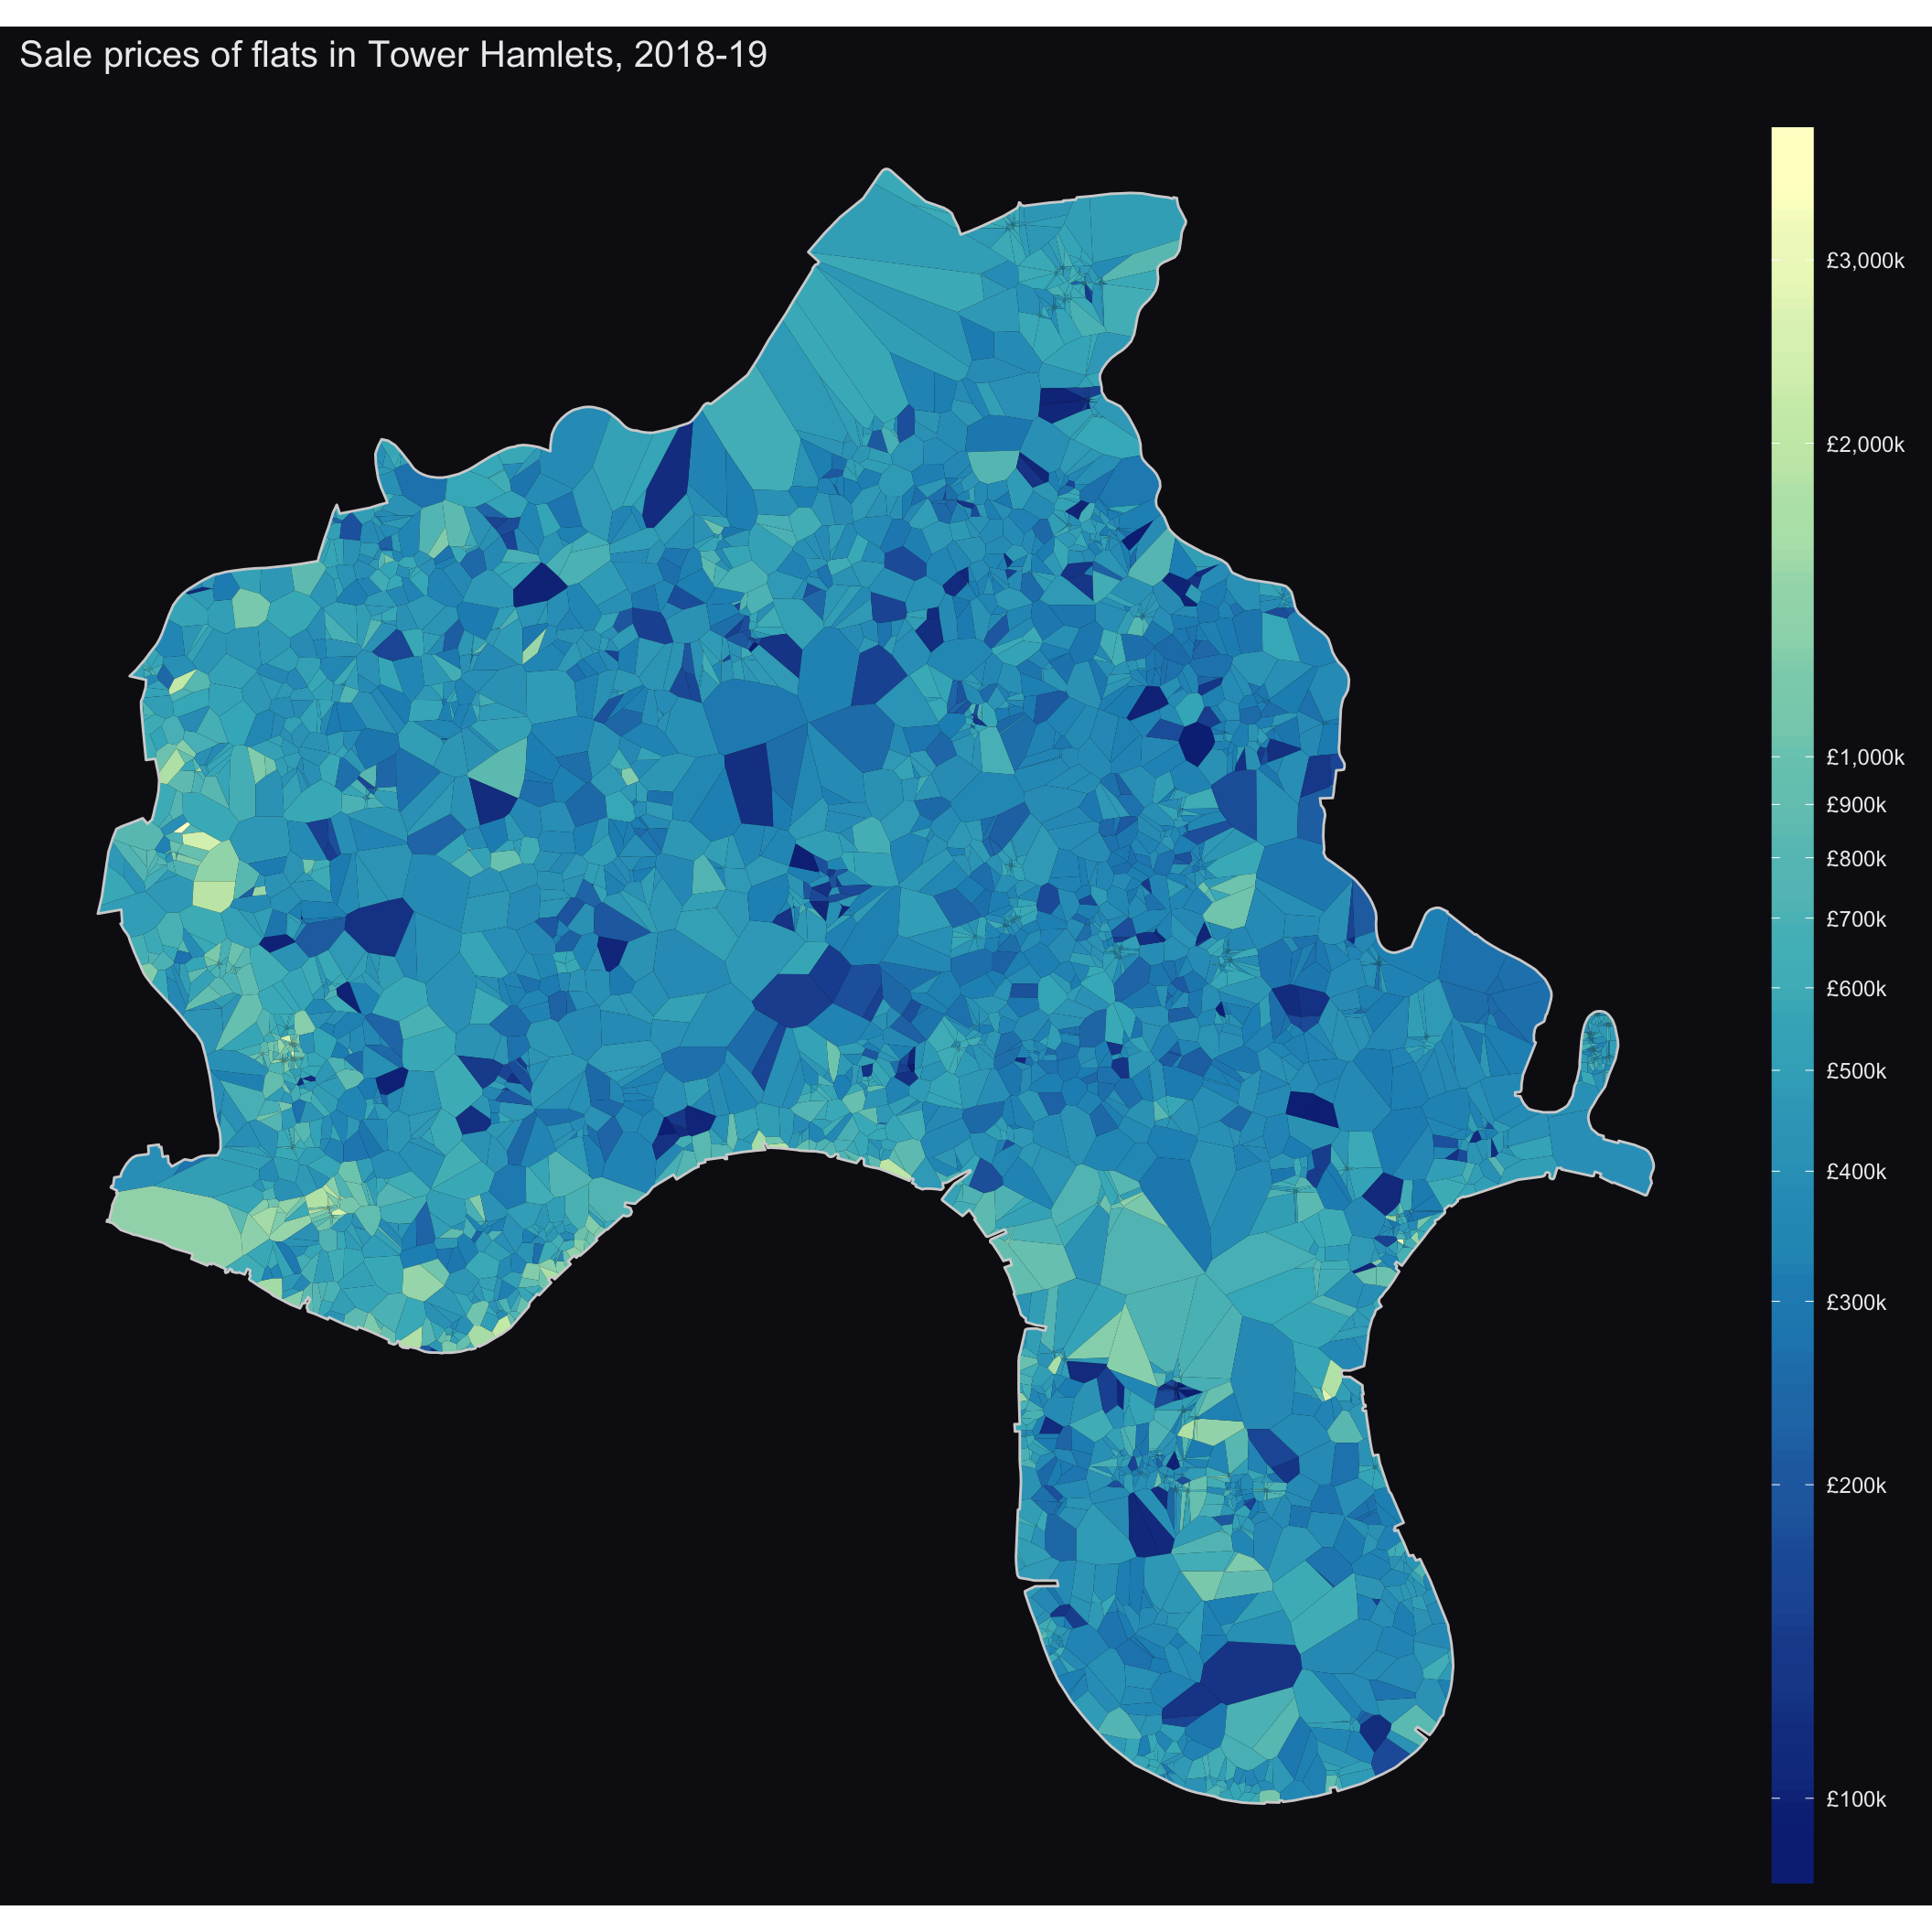 Sale prices of flats in Tower Hamlets, 2018-19
£3,000k
£2,000k
£1,000k
£900k
£800k
£700k
£600k
£500k
£400k
£300k
£200k
£100k